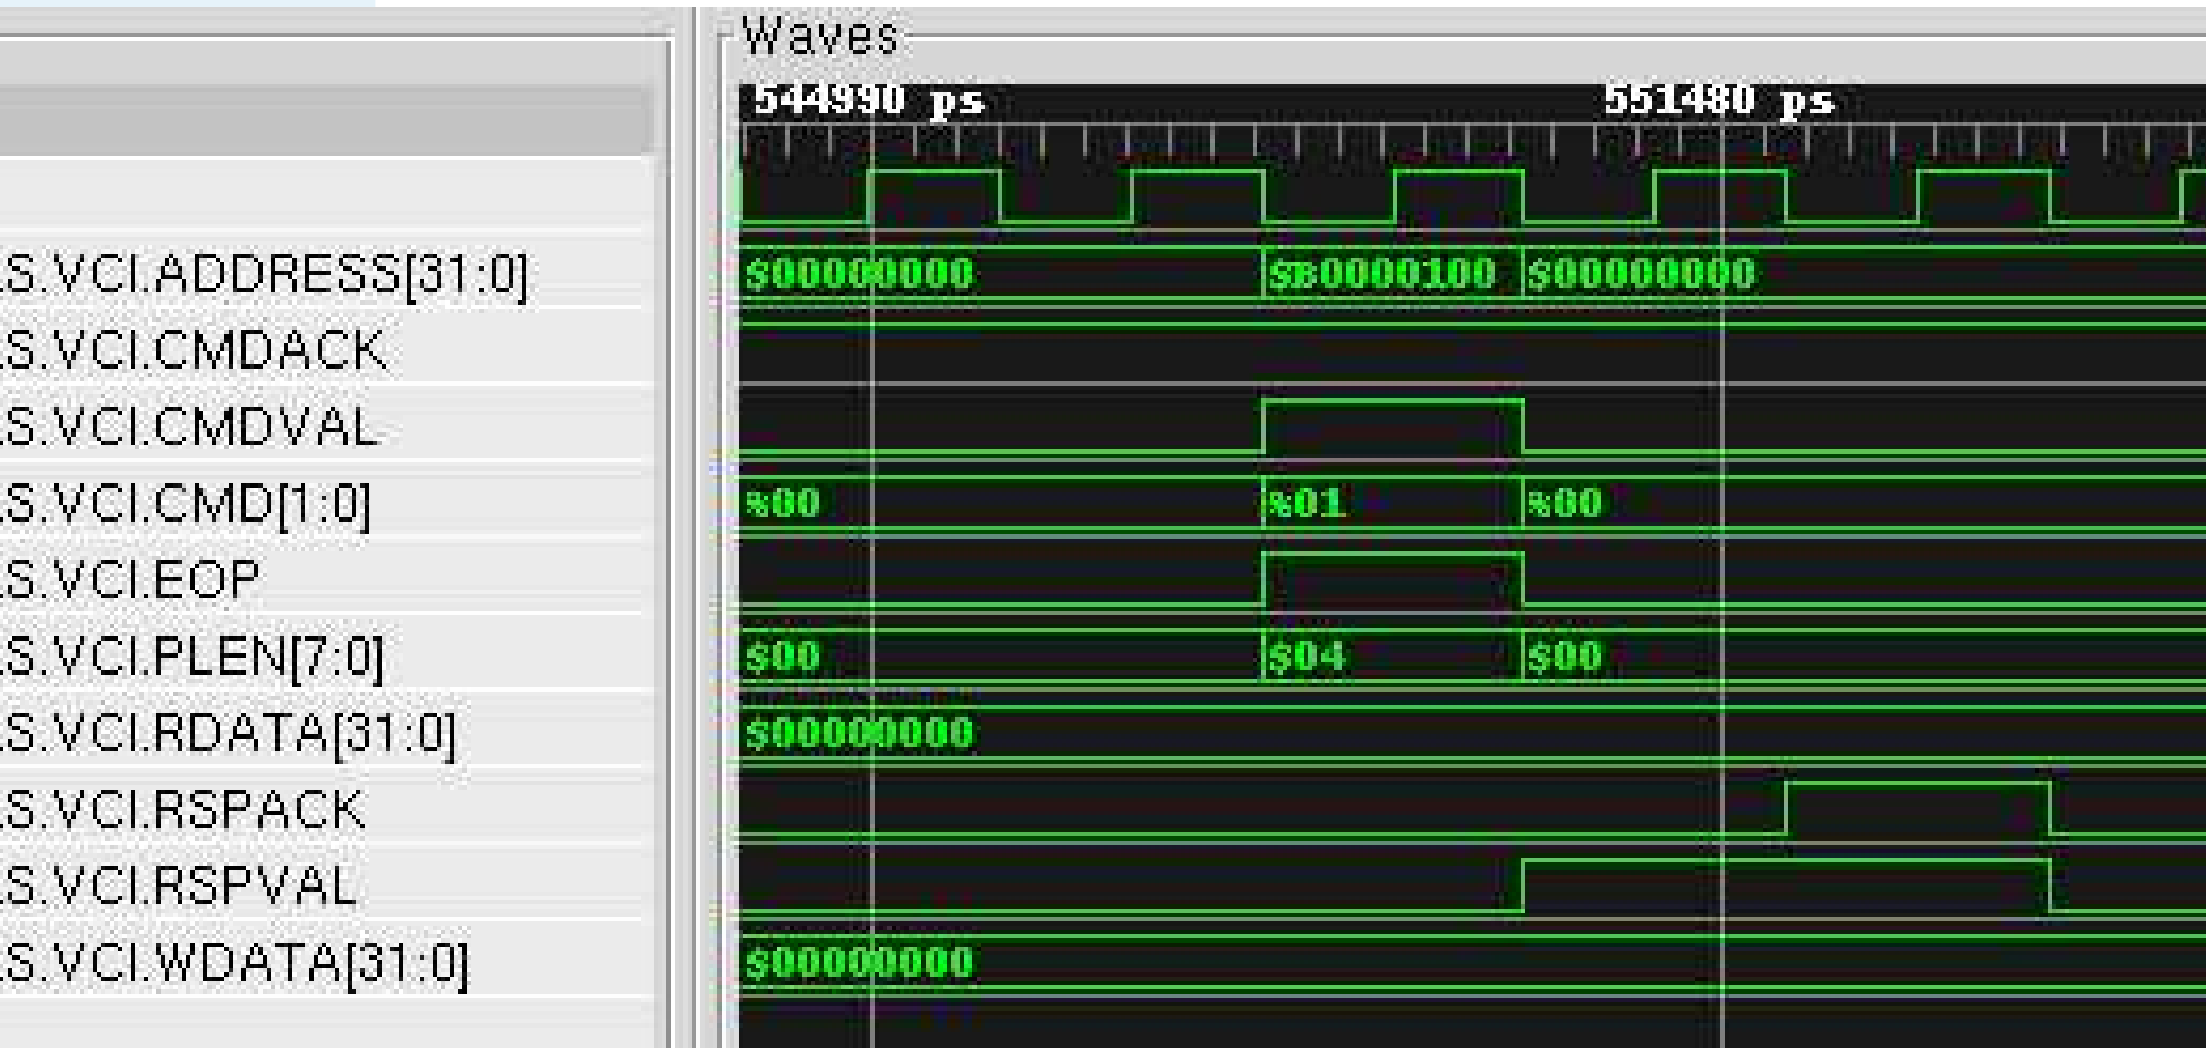 Waves
544990 ps 551480 ps
.S.VCI.ADDRESS[31:0] $00000000 $B0000100 $00000000
.S.VCI.CMDACK
.S.VCI.CMDVAL
.S.VCI.CMD[1:0] %00 %01 %00
.S.VCI.EOP
.S.VCI.PLEN[7:0] $00 $04 $00
.S.VCI.RDATA[31:0] $00000000
.S.VCI.RSPACK
.S.VCI.RSPVAL
.S.VCI.WDATA[31:0] $00000000